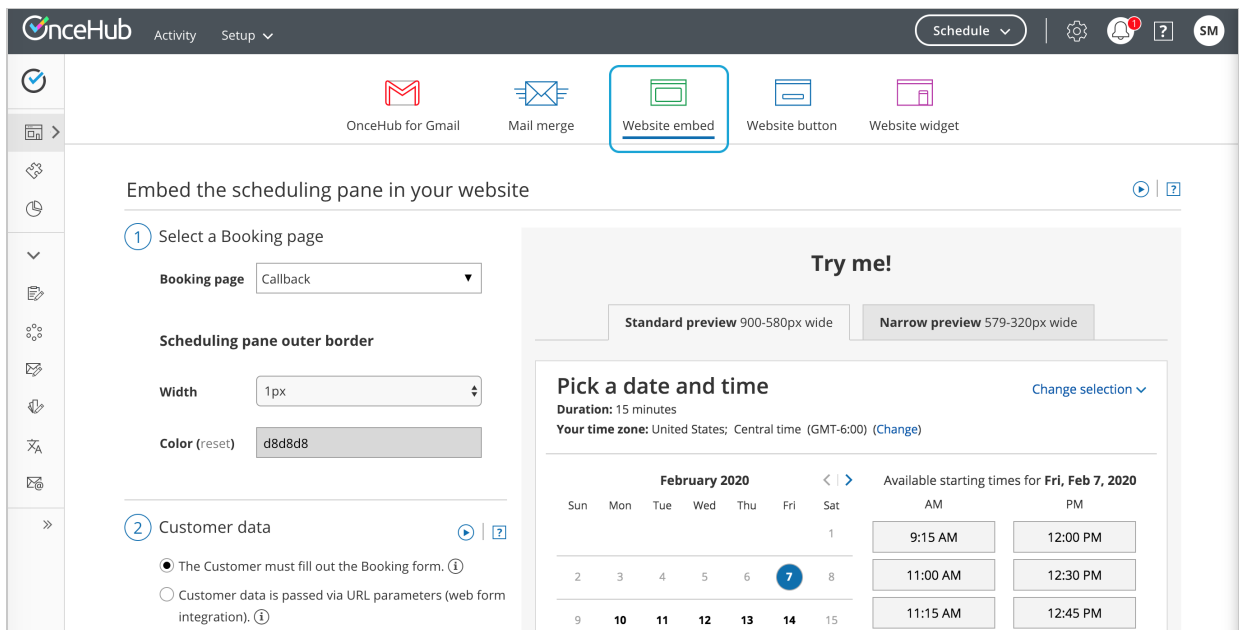 OnceHub
Activity
Setup
Schedule
1
?
SM
OnceHub for Gmail
Mail merge
Website embed
Website button
Website widget
Embed the scheduling pane in your website
?
1 Select a Booking page
Booking page Callback
Scheduling pane outer border
Width 1px
Color (reset) d8d8d8
2 Customer data
?
The Customer must fill out the Booking form. i
Customer data is passed via URL parameters (web form
integration). i
Try me!
Standard preview 900-580px wide
Narrow preview 579-320px wide
Pick a date and time
Change selection
Duration: 15 minutes
Your time zone: United States; Central time (GMT-6:00) (Change)
February 2020
Sun Mon Tue Wed Thu Fri Sat
1
2 3 4 5 6 7 8
9 10 11 12 13 14 15
Available starting times for Fri, Feb 7, 2020
AM PM
9:15 AM 12:00 PM
11:00 AM 12:30 PM
11:15 AM 12:45 PM